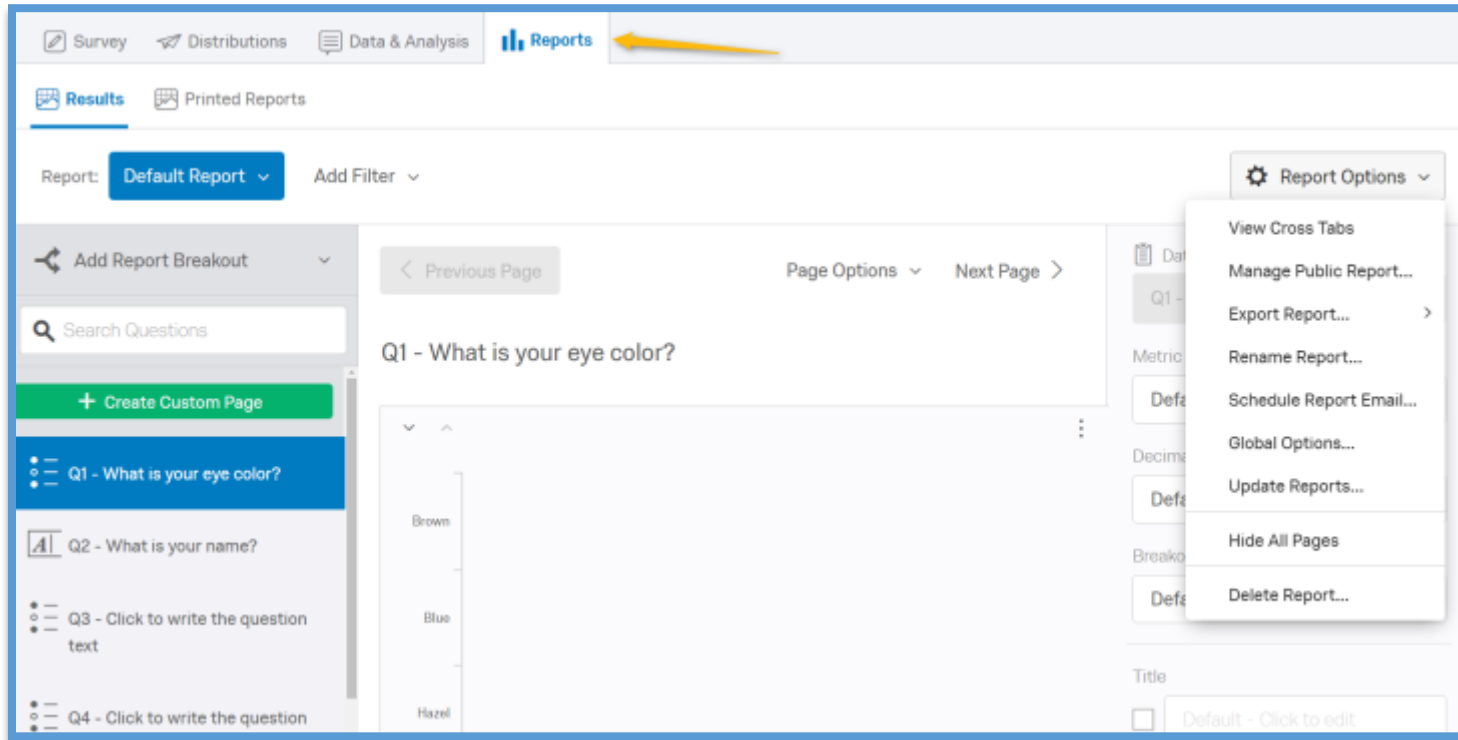 Survey Distributions Data & Analysis Reports
Results Printed Reports
Report: Default Report Add Filter Report Options
View Cross Tabs
Manage Public Report...
Export Report...
Rename Report...
Schedule Report Email...
Global Options...
Update Reports...
Hide All Pages
Delete Report...
Add Report Breakout
Search Questions
+ Create Custom Page
Q1 - What is your eye color?
A Q2 - What is your name?
Q3 - Click to write the question
text
Q4 - Click to write the question
Previous Page Page Options Next Page
Q1 - What is your eye color?
Brown
Blue
Hazel
Q1 -
Metric
Title
Default - Click to edit